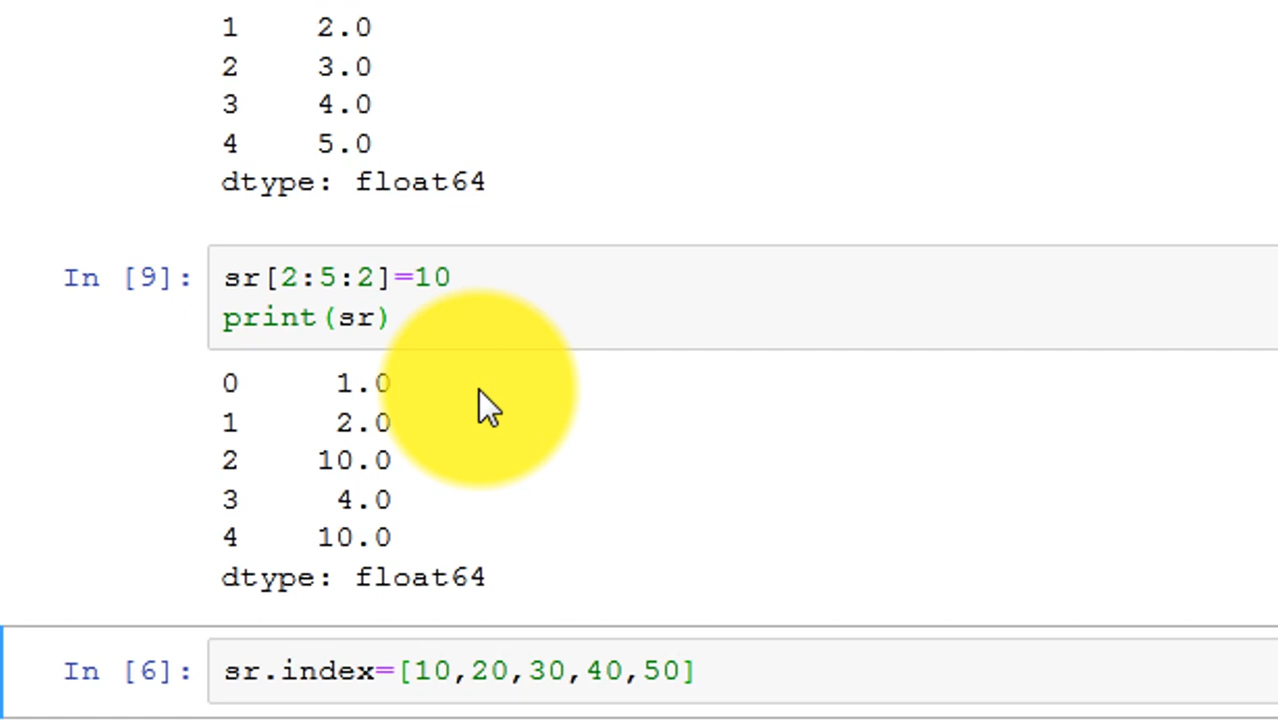 1 2.0
2 3.0
3 4.0
4 5.0
dtype: float64
In [9]: sr[2:5:2]=10
print(sr)
0 1.0
1 2.0
2 10.0
3 4.0
4 10.0
dtype: float64
In [6]: sr.index=[10,20,30,40,50]